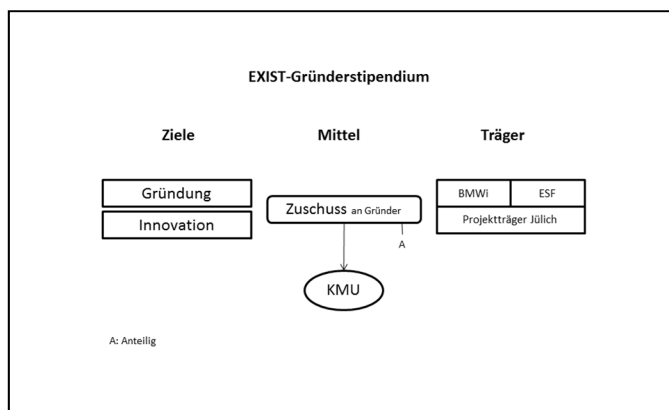 EXIST-Gründerstipendium
Ziele
Mittel
Träger
Gründung
Innovation
Zuschuss an Gründer
A
KMU
BMWi
ESF
Projektträger Jülich
A: Anteilig